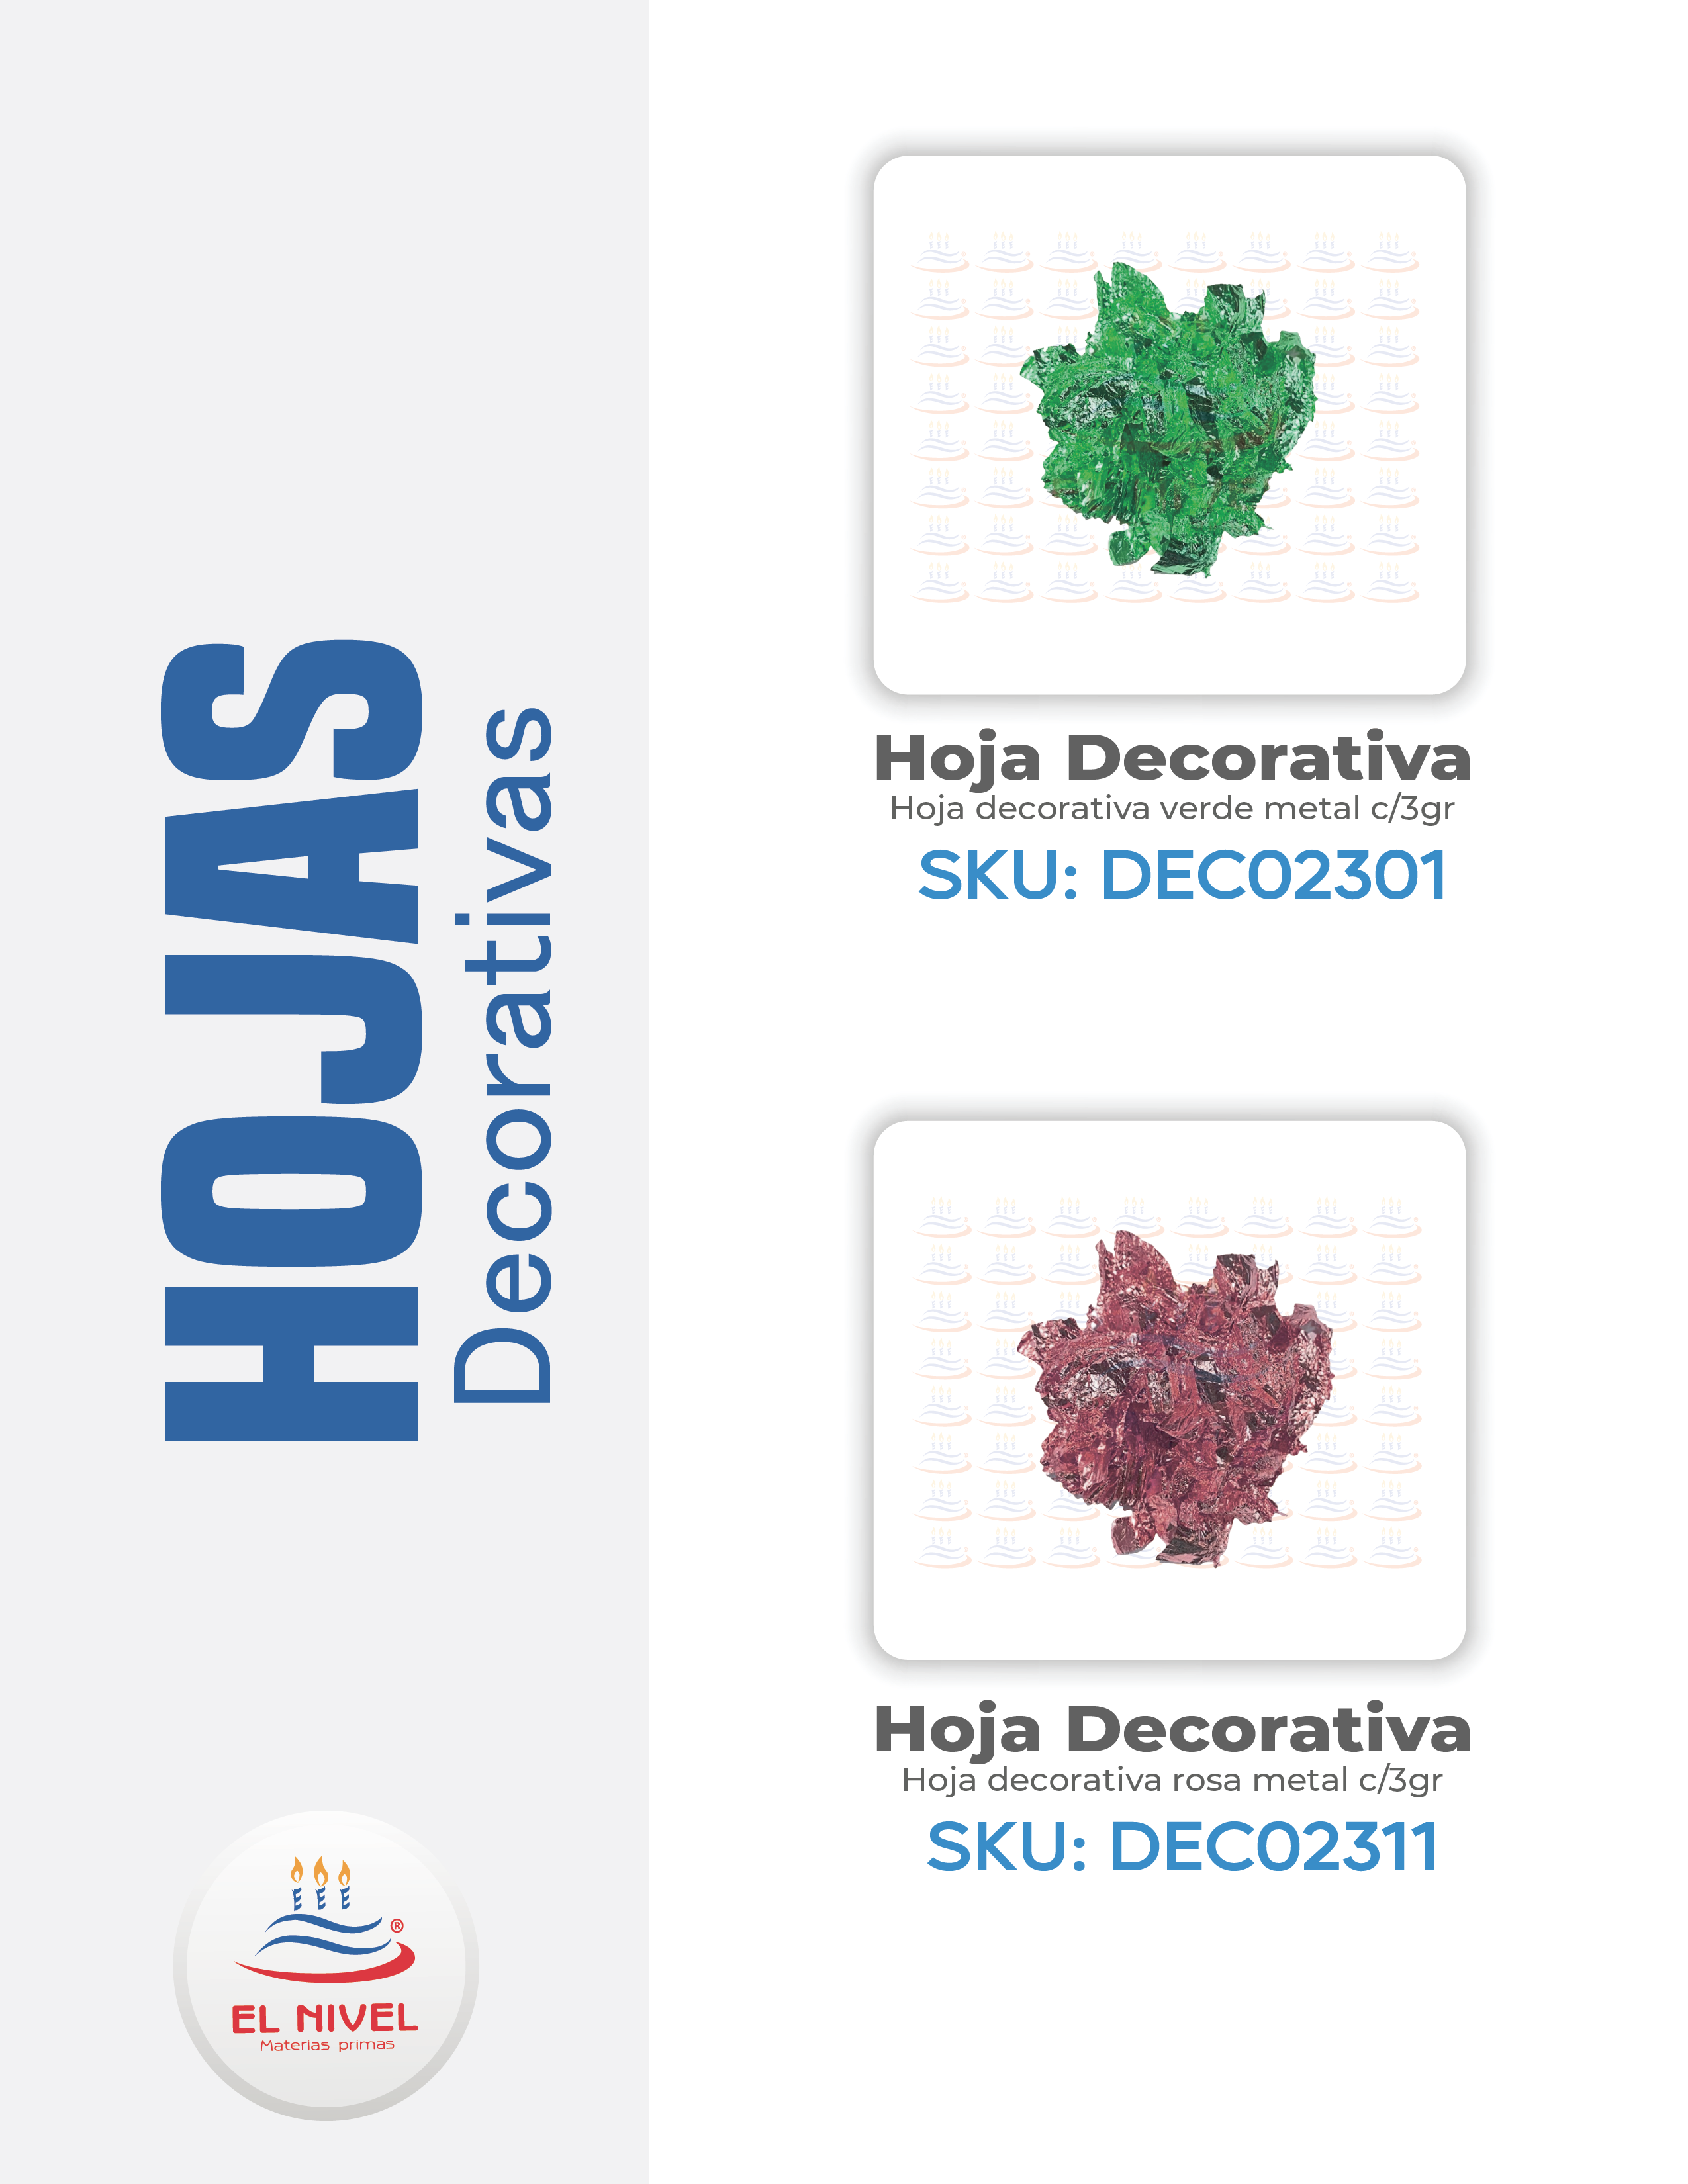 HOJAS
Decorativas
Hoja Decorativa
Hoja decorativa verde metal c/3gr
SKU: DEC02301
Hoja Decorativa
Hoja decorativa rosa metal c/3gr
SKU: DEC02311
®
EL NIVEL
Materias primas